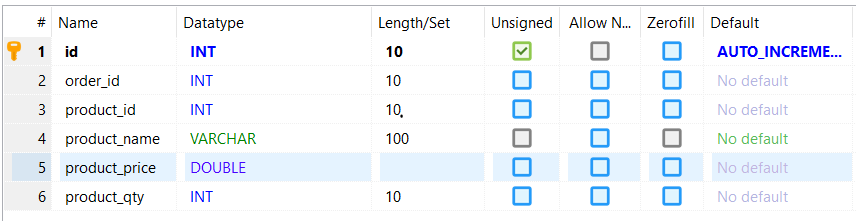 # Name Datatype Length/Set Unsigned Allow N... Zerofill Default
1 id INT 10 AUTO_INCREME...
2 order_id INT 10 No default
3 product_id INT 10 No default
4 product_name VARCHAR 100 No default
5 product_price DOUBLE No default
6 product_qty INT 10 No default